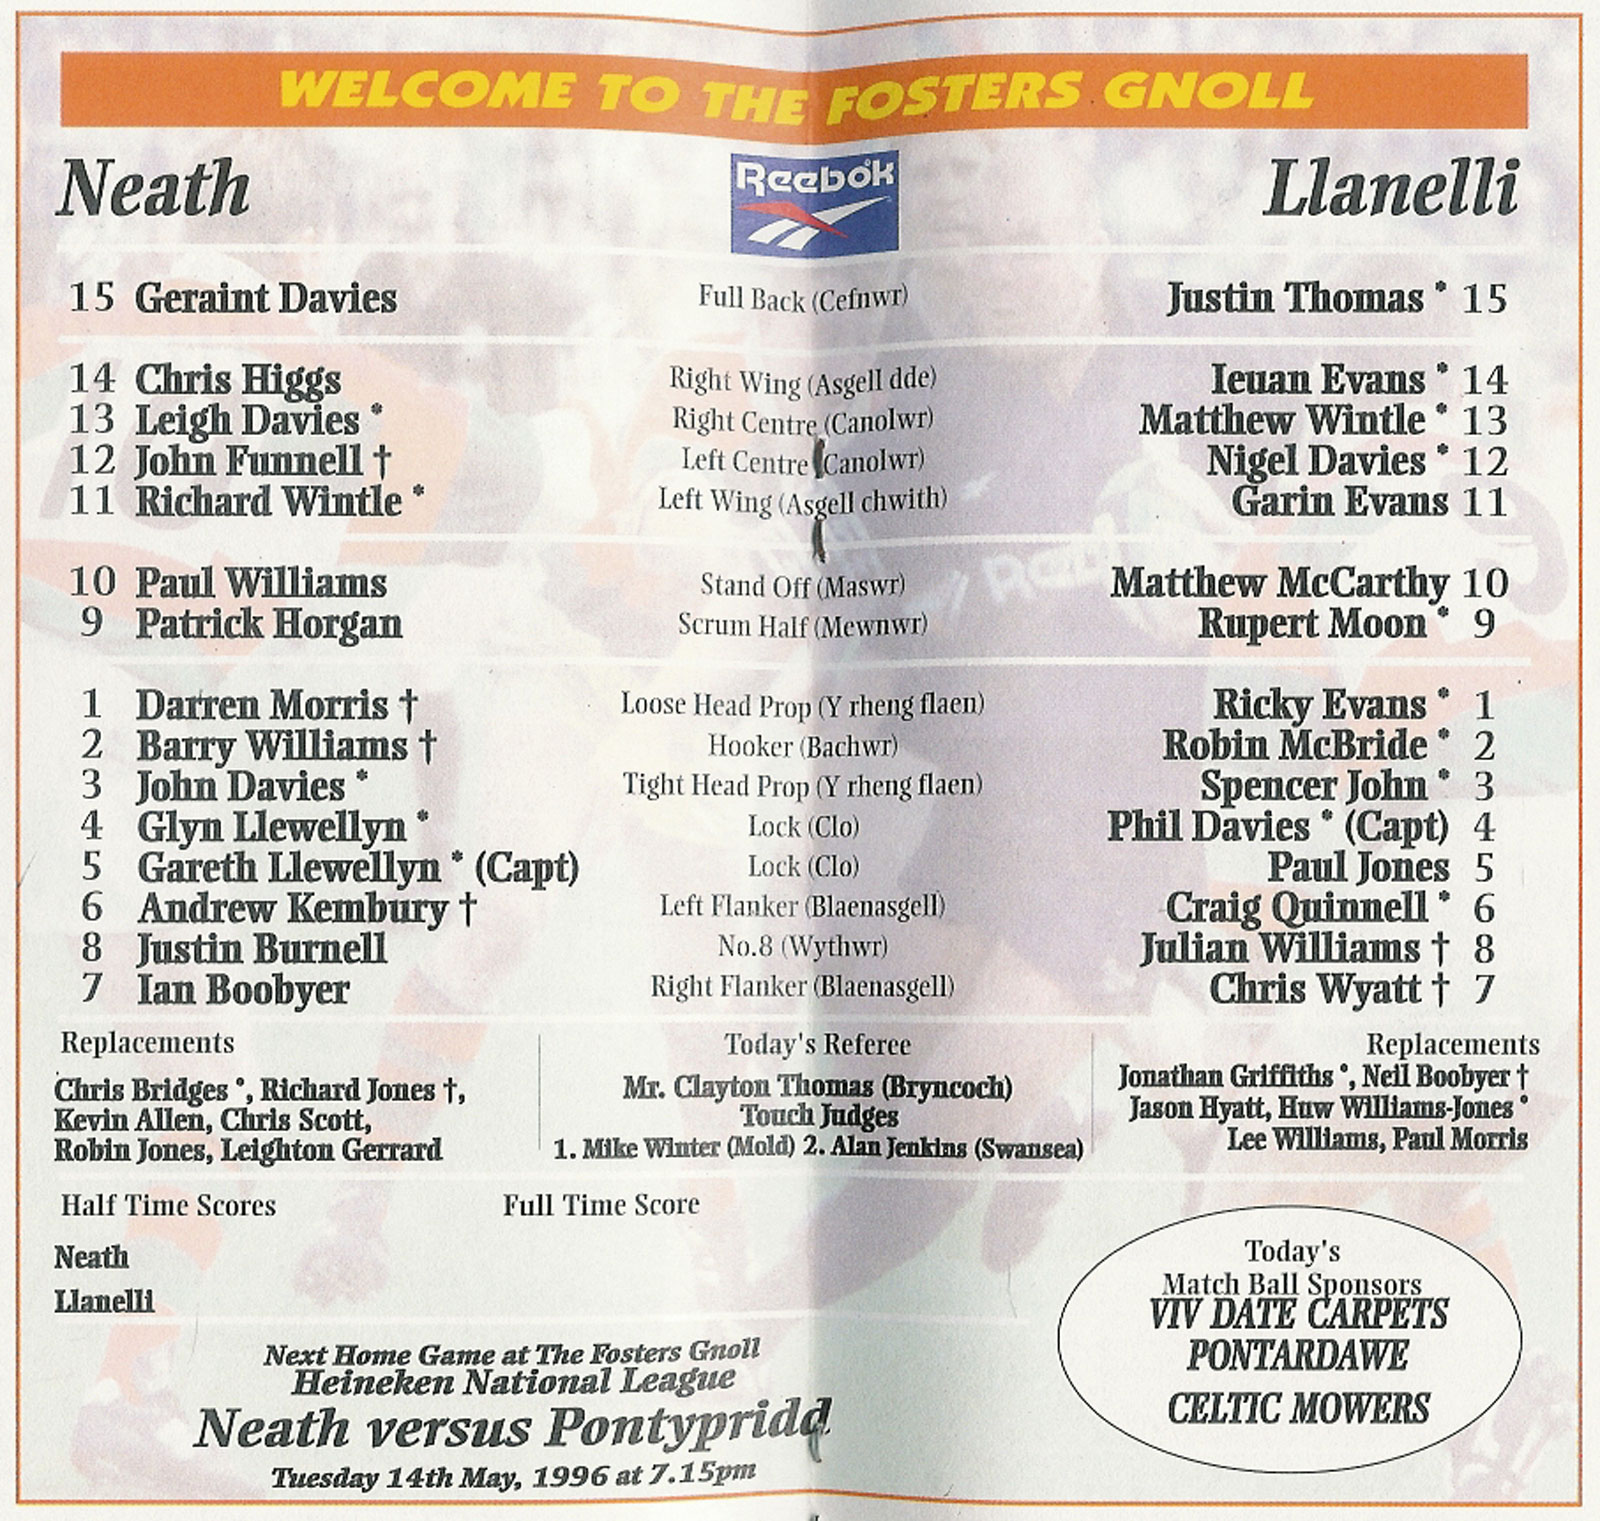 WELCOME TO THE FOSTERS GNOLL
Neath
Reebok
Llanelli
15 Geraint Davies Full Back (Cefnwr) Justin Thomas * 15
14 Chris Higgs Right Wing (Asgell dde) Ieuan Evans * 14
13 Leigh Davies * Right Centre (Canolwr) Matthew Wintle * 13
12 John Funnell † Left Centre (Canolwr) Nigel Davies * 12
11 Richard Wintle * Left Wing (Asgell chwith) Garin Evans 11
10 Paul Williams Stand Off (Maswr) Matthew McCarthy 10
9 Patrick Horgan Scrum Half (Mewnwr) Rupert Moon * 9
1 Darren Morris † Loose Head Prop (Y rheng flaen) Ricky Evans * 1
2 Barry Williams † Hooker (Bachwr) Robin McBride * 2
3 John Davies * Tight Head Prop (Y rheng flaen) Spencer John * 3
4 Glyn Llewellyn * Lock (Clo) Phil Davies * (Capt) 4
5 Gareth Llewellyn * (Capt) Lock (Clo) Paul Jones 5
6 Andrew Kembury † Left Flanker (Blaenasgell) Craig Quinnell * 6
8 Justin Burnell No.8 (Wythwr) Julian Williams † 8
7 Ian Boobyer Right Flanker (Blaenasgell) Chris Wyatt † 7
Replacements
Chris Bridges *, Richard Jones †,
Kevin Allen, Chris Scott,
Robin Jones, Leighton Gerrard
Today's Referee
Mr. Clayton Thomas (Bryncoch)
Touch Judges
1. Mike Winter (Mold) 2. Alan Jenkins (Swansea)
Replacements
Jonathan Griffiths *, Neil Boobyer †
Jason Hyatt, Huw Williams-Jones *
Lee Williams, Paul Morris
Half Time Scores Full Time Score
Neath
Llanelli
Next Home Game at The Fosters Gnoll
Heineken National League
Neath versus Pontypridd
Tuesday 14th May, 1996 at 7.15pm
Today's
Match Ball Sponsors
VIV DATE CARPETS
PONTARDAWE
CELTIC MOWERS